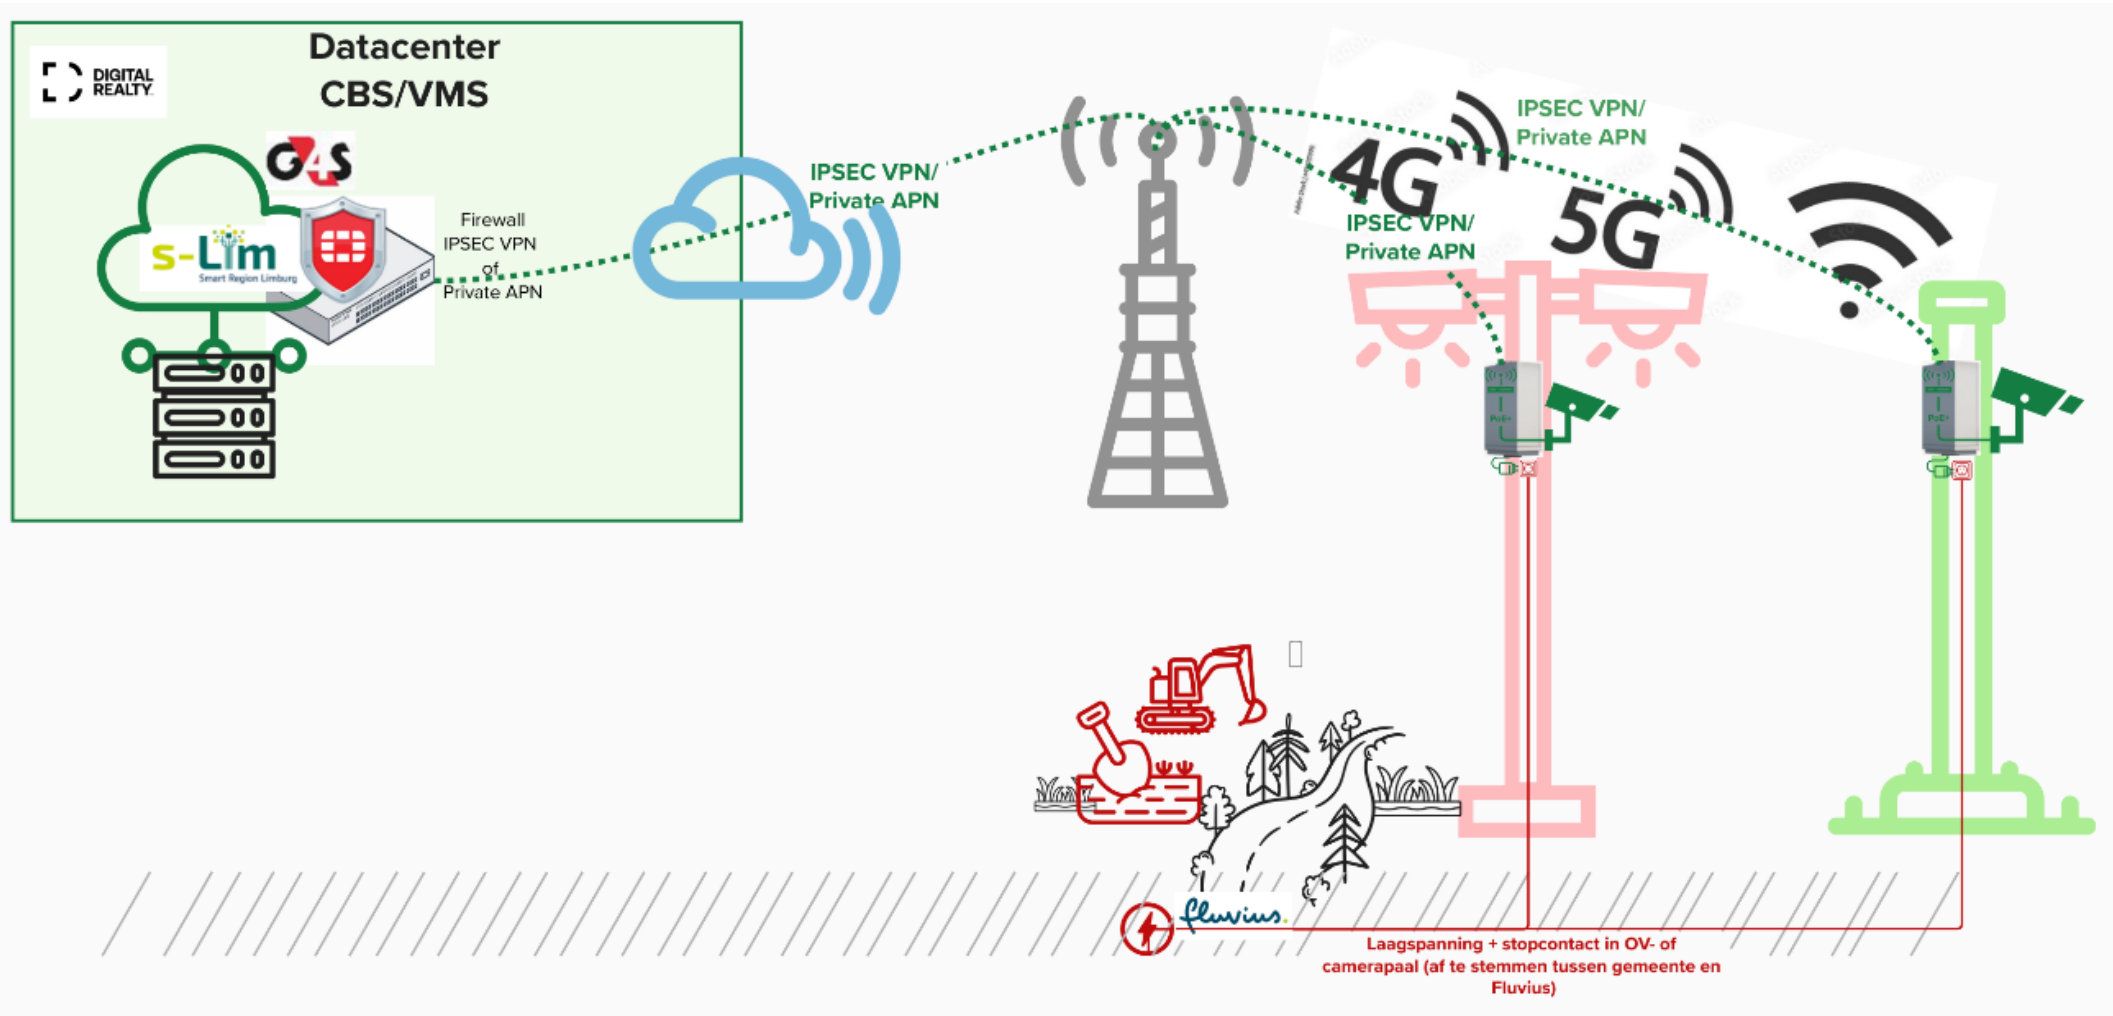 Datacenter
CBS/VMS
DIGITAL
REALTY
G4S
s-Lim
Smart Region Limburg
Firewall
IPSEC VPN
of
Private APN
IPSEC VPN/
Private APN
4G
5G
IPSEC VPN/
Private APN
IPSEC VPN/
Private APN
PoE+
PoE+
fluvius.
Laagspanning + stopcontact in OV- of
camerapaal (af te stemmen tussen gemeente en
Fluvius)